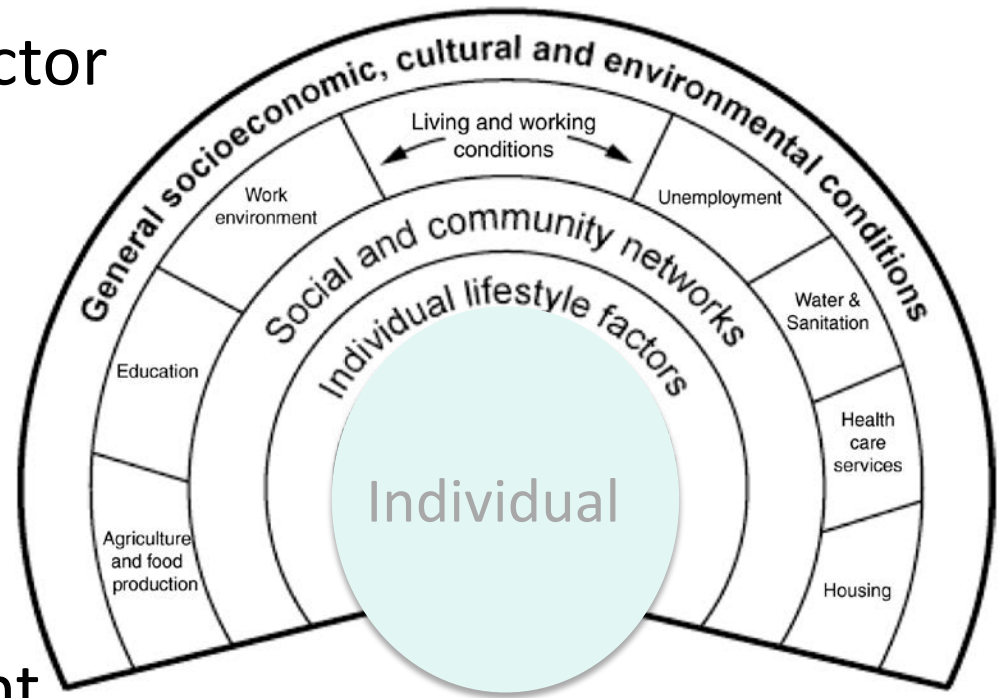 ctor
General socioeconomic, cultural and environmental conditions
Living and working
conditions
Work
environment
Unemployment
Social and community networks
Water &
Sanitation
Individual lifestyle factors
Education
Health
care
services
Individual
Agriculture
and food
production
Housing
nt